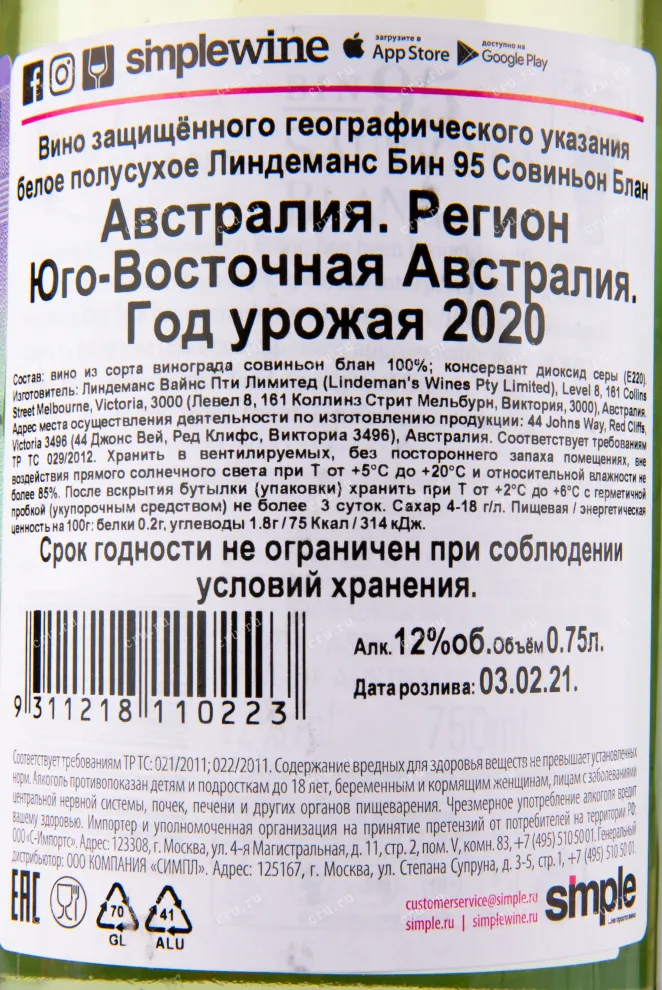 simplewine загрузите в App Store доступно на Google Play
Вино защищённого географического указания
белое полусухое Линдеманс Бин 95 Совиньон Блан
Австралия. Регион
Юго-Восточная Австралия.
Год урожая 2020
Состав: вино из сорта винограда совиньон блан 100%; консервант диоксид серы (E220).
Изготовитель: Линдеманс Вайнс Пти Лимитед (Lindeman's Wines Pty Limited), Level 8, 161 Collins
Street Melbourne, Victoria, 3000 (Левел 8, 161 Коллинз Стрит Мельбурн, Виктория, 3000), Австралия.
Адрес места осуществления деятельности по изготовлению продукции: 44 Johns Way, Red Cliffs,
Victoria 3496 (44 Джонс Вей, Ред Клифс, Виктория 3496), Австралия. Соответствует требованиям
ТР ТС 029/2012. Хранить в вентилируемых, без постороннего запаха помещениях, вне
воздействия прямого солнечного света при Т от +5°С до +20°С и относительной влажности не
более 85%. После вскрытия бутылки (упаковки) хранить при Т от +2°С до +6°С с герметичной
пробкой (укупорочным средством) не более 3 суток. Сахар 4-18 г/л. Пищевая / энергетическая
ценность на 100г: белки 0.2г, углеводы 1.8г/75 Ккал/314 кДж.
Срок годности не ограничен при соблюдении
условий хранения.
Алк. 12%об. Объём 0.75л.
Дата розлива: 03.02.21.
9 311218 110223
750ml
Соответствует требованиям ТР ТС: 021/2011; 022/2011. Содержание вредных для здоровья веществ не превышает установленных
норм. Алкоголь противопоказан детям и подросткам до 18 лет, беременным и кормящим женщинам, лицам с заболеваниями
центральной нервной системы, почек, печени и других органов пищеварения. Чрезмерное употребление алкоголя вредит
вашему здоровью. Импортер и уполномоченная организация на принятие претензий от потребителей на территории РФ:
ООО «С-Импорт». Адрес: 123308, г. Москва, ул. 4-я Магистральная, д. 11, стр. 2, пом. V, комн. 83, +7 (495) 510 50 01. Генеральный
дистрибьютор: ООО КОМПАНИЯ «СИМПЛ». Адрес: 125167, г. Москва, ул. Степана Супруна, д. 3-5, стр. 1, +7 (495) 510 50 01.
EAC 70 GL 41 ALU
customerservice@simple.ru
simple.ru | simplewine.ru
simple
...не просто вино
cru.ru